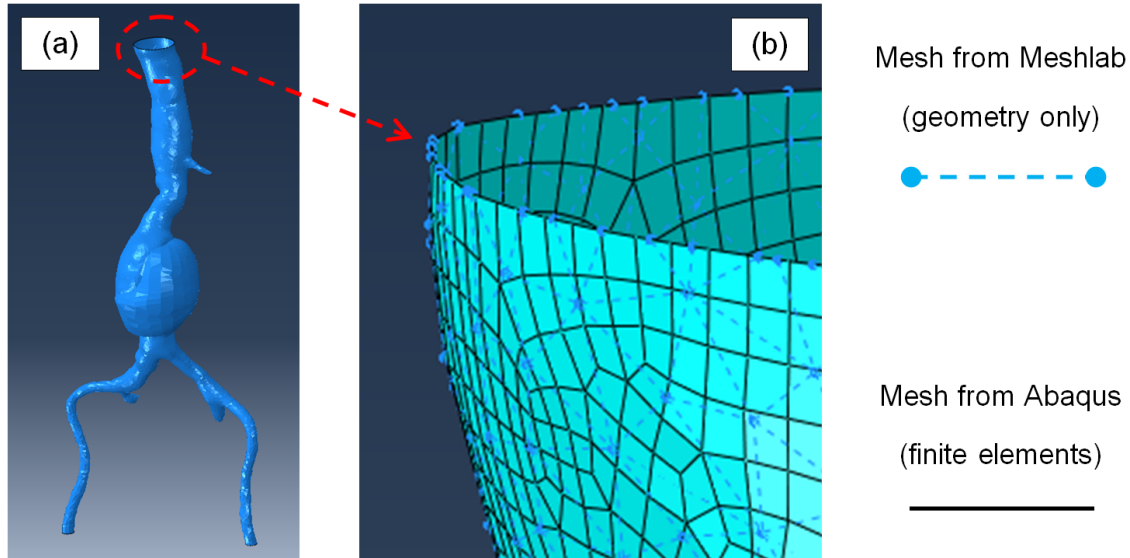 (a)
(b)
Mesh from Meshlab
(geometry only)
Mesh from Abaqus
(finite elements)